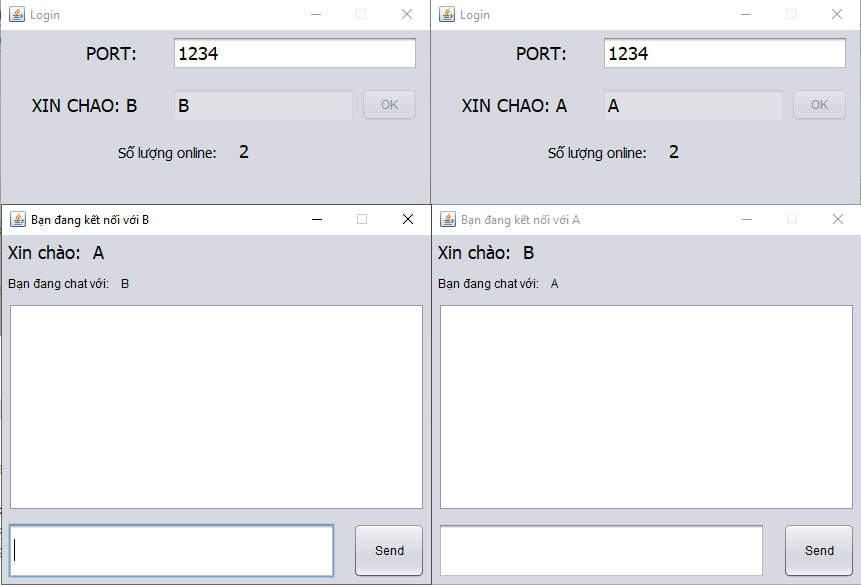 Login
PORT: 1234
XIN CHAO: B B OK
Số lượng online: 2
Login
PORT: 1234
XIN CHAO: A A OK
Số lượng online: 2
Bạn đang kết nối với B
Xin chào: A
Bạn đang chat với: B
Send
Bạn đang kết nối với A
Xin chào: B
Bạn đang chat với: A
Send